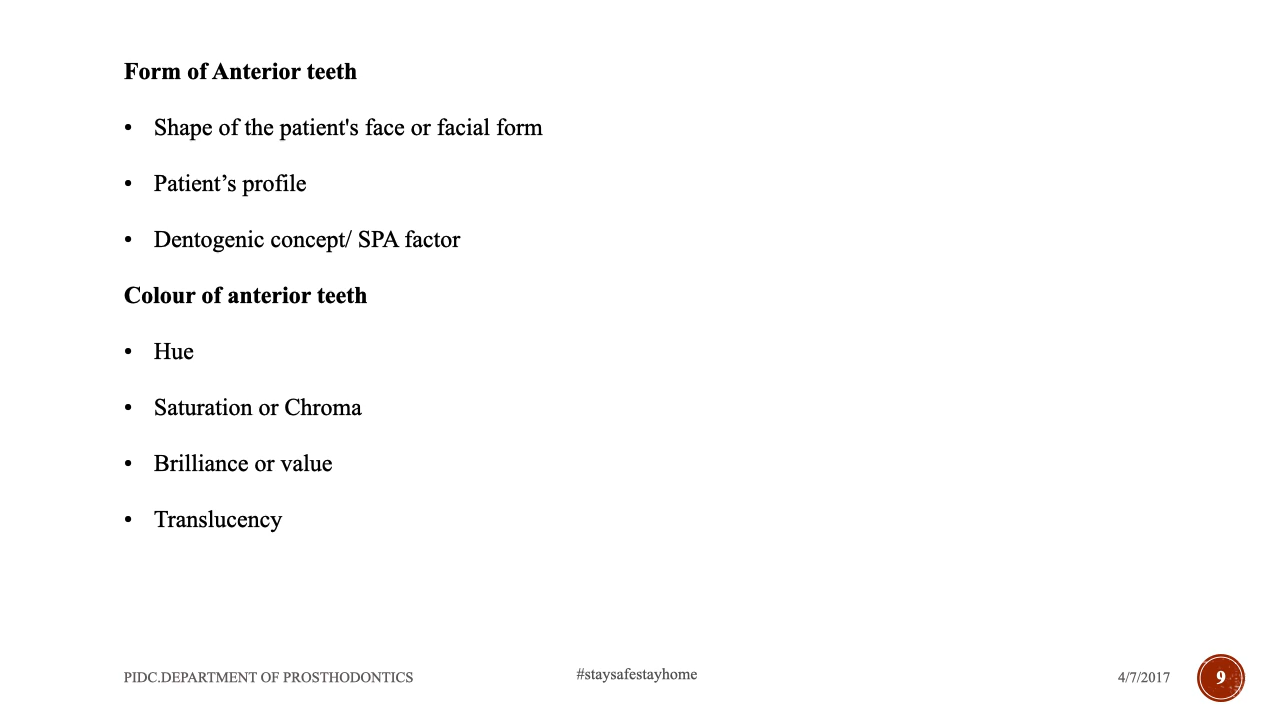 Form of Anterior teeth
• Shape of the patient's face or facial form
• Patient’s profile
• Dentogenic concept/ SPA factor
Colour of anterior teeth
• Hue
• Saturation or Chroma
• Brilliance or value
• Translucency
PIDC.DEPARTMENT OF PROSTHODONTICS
#staysafestayhome
4/7/2017
9